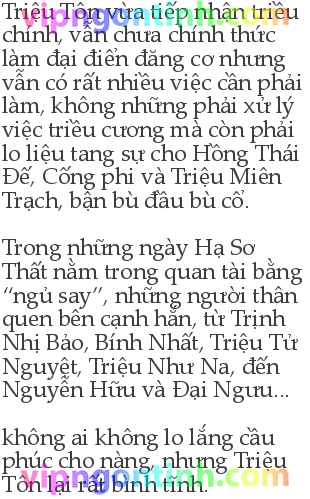 Triệu Tôn vừa tiếp nhận triều
chính, vẫn chưa chính thức
làm đại điển đăng cơ nhưng
vẫn có rất nhiều việc cần phải
làm, không những phải xử lý
việc triều cương mà còn phải
lo liệu tang sự cho Hồng Thái
Đế, Cống phi và Triệu Miên
Trạch, bận bù đầu bù cổ.
Trong những ngày Hạ Sơ
Thất nằm trong quan tài bằng
“ngủ say”, những người thân
quen bên cạnh hắn, từ Trịnh
Nhị Bảo, Bính Nhất, Triệu Tử
Nguyệt, Triệu Như Na, đến
Nguyễn Hữu và Đại Ngưu...
không ai không lo lắng cầu
phúc cho nàng, nhưng Triệu
Tôn lại rất bình tĩnh
vipngontinh.com
vipngontinh.com